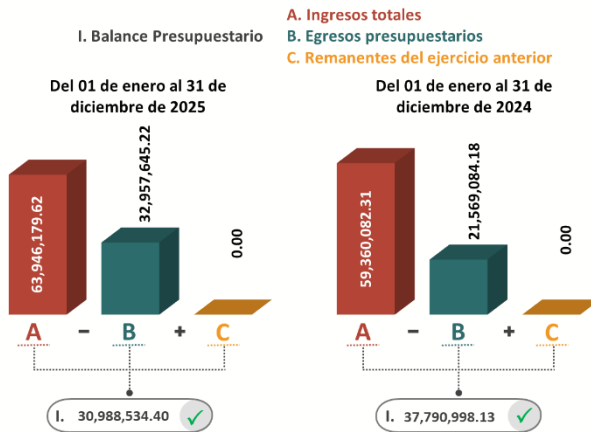 A. Ingresos totales
I. Balance Presupuestario
B. Egresos presupuestarios
C. Remanentes del ejercicio anterior
Del 01 de enero al 31 de
diciembre de 2025
63,946,179.62
32,957,645.22
0.00
A – B + C
I. 30,988,534.40
Del 01 de enero al 31 de
diciembre de 2024
59,360,082.31
21,569,084.18
0.00
A – B + C
I. 37,790,998.13